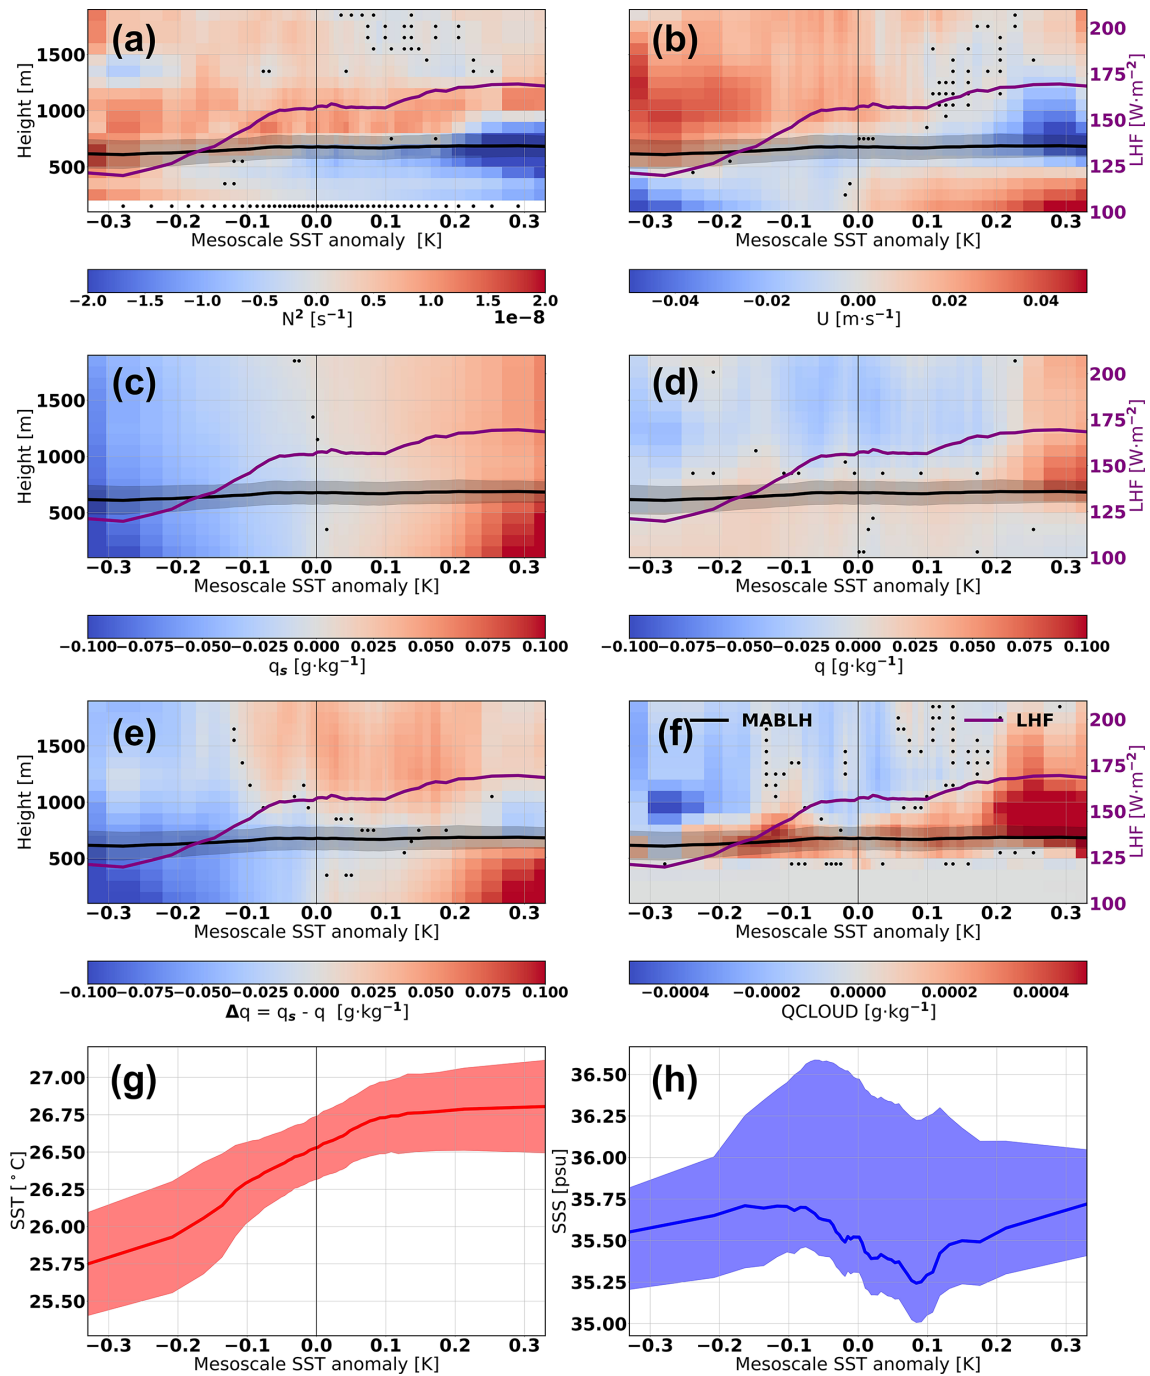 (a)
1500
1000
500
Height [m]
−0.3 −0.2 −0.1 0.0 0.1 0.2 0.3
Mesoscale SST anomaly [K]
−2.0 −1.5 −1.0 −0.5 0.0 0.5 1.0 2.0
N² [s⁻¹]
1e−8
(b)
200
175
150
125
100
LHF [W·m⁻²]
−0.3 −0.2 −0.1 0.0 0.1 0.2 0.3
Mesoscale SST anomaly [K]
−0.04 −0.02 0.00 0.02 0.04
U [m·s⁻¹]
(c)
1500
1000
500
Height [m]
−0.3 −0.2 −0.1 0.0 0.1 0.2 0.3
Mesoscale SST anomaly [K]
−0.100 −0.075 −0.050 −0.025 0.000 0.025 0.050 0.075 0.100
qₛ [g·kg⁻¹]
(d)
200
175
150
125
100
LHF [W·m⁻²]
−0.3 −0.2 −0.1 0.0 0.1 0.2 0.3
Mesoscale SST anomaly [K]
−0.100 −0.075 −0.050 −0.025 0.000 0.025 0.050 0.075 0.100
q [g·kg⁻¹]
(e)
1500
1000
500
Height [m]
−0.3 −0.2 −0.1 0.0 0.1 0.2 0.3
Mesoscale SST anomaly [K]
−0.100 −0.075 −0.050 −0.025 0.000 0.025 0.050 0.075 0.100
Δq = qₛ - q [g·kg⁻¹]
(f)
MABLH LHF
200
175
150
125
100
LHF [W·m⁻²]
−0.3 −0.2 −0.1 0.0 0.1 0.2 0.3
Mesoscale SST anomaly [K]
−0.0004 −0.0002 0.0000 0.0002 0.0004
QCLOUD [g·kg⁻¹]
(g)
27.00
26.75
26.50
26.25
26.00
25.75
25.50
SST [°C]
−0.3 −0.2 −0.1 0.0 0.1 0.2 0.3
Mesoscale SST anomaly [K]
(h)
36.50
36.25
36.00
35.75
35.50
35.25
35.00
SSS [psu]
−0.3 −0.2 −0.1 0.0 0.1 0.2 0.3
Mesoscale SST anomaly [K]